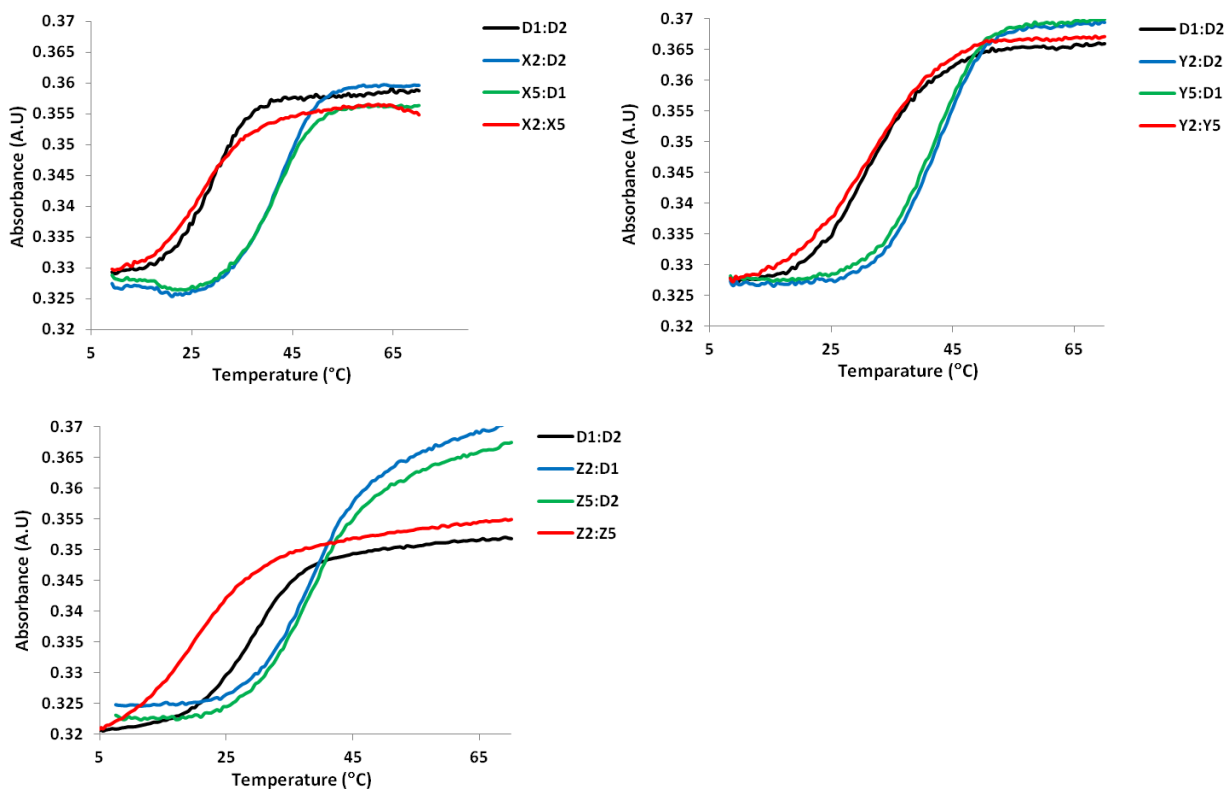 0.37
0.365
0.36
0.355
0.35
0.345
0.34
0.335
0.33
0.325
0.32
Absorbance (A.U)
5 25 45 65
Temperature (°C)
D1:D2
X2:D2
X5:D1
X2:X5
0.37
0.365
0.36
0.355
0.35
0.345
0.34
0.335
0.33
0.325
0.32
Absorbance (A.U)
5 25 45 65
Temparature (°C)
D1:D2
Y2:D2
Y5:D1
Y2:Y5
0.37
0.365
0.36
0.355
0.35
0.345
0.34
0.335
0.33
0.325
0.32
Absorbance (A.U)
5 25 45 65
Temperature (°C)
D1:D2
Z2:D1
Z5:D2
Z2:Z5